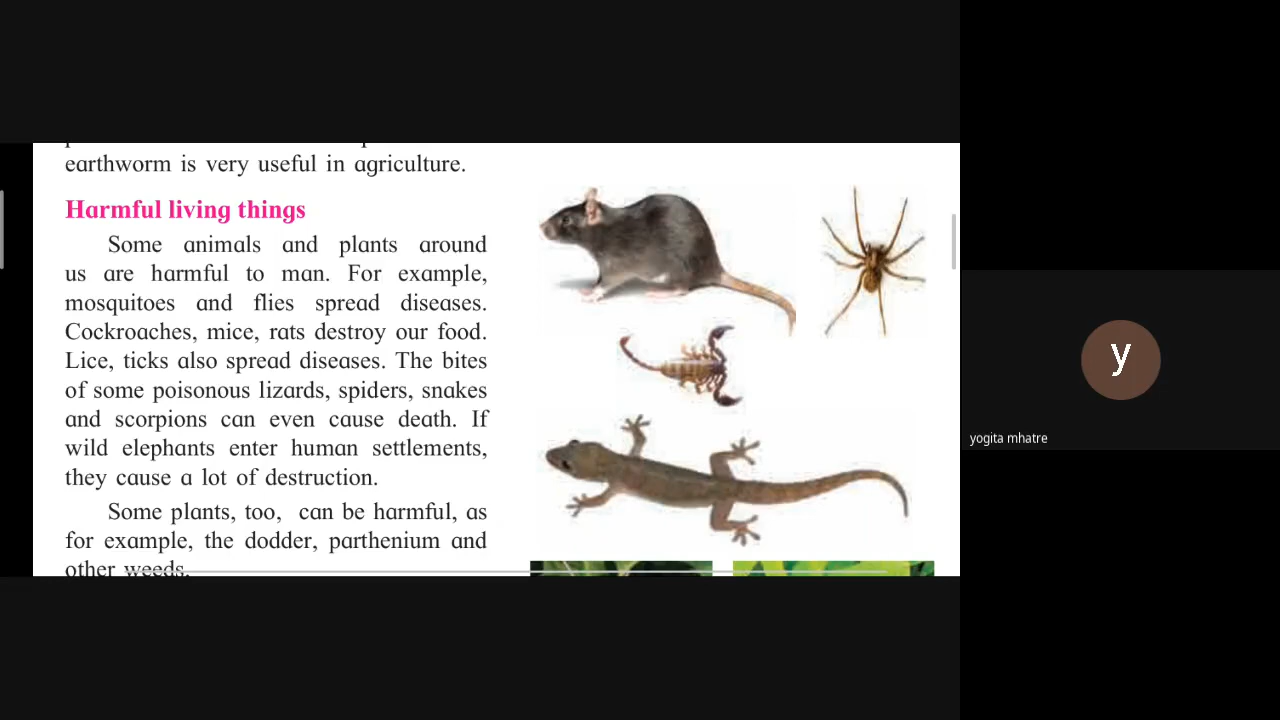 earthworm is very useful in agriculture.
Harmful living things
Some animals and plants around
us are harmful to man. For example,
mosquitoes and flies spread diseases.
Cockroaches, mice, rats destroy our food.
Lice, ticks also spread diseases. The bites
of some poisonous lizards, spiders, snakes
and scorpions can even cause death. If
wild elephants enter human settlements,
they cause a lot of destruction.
Some plants, too, can be harmful, as
for example, the dodder, parthenium and
other weeds.
y
yogita mhatre